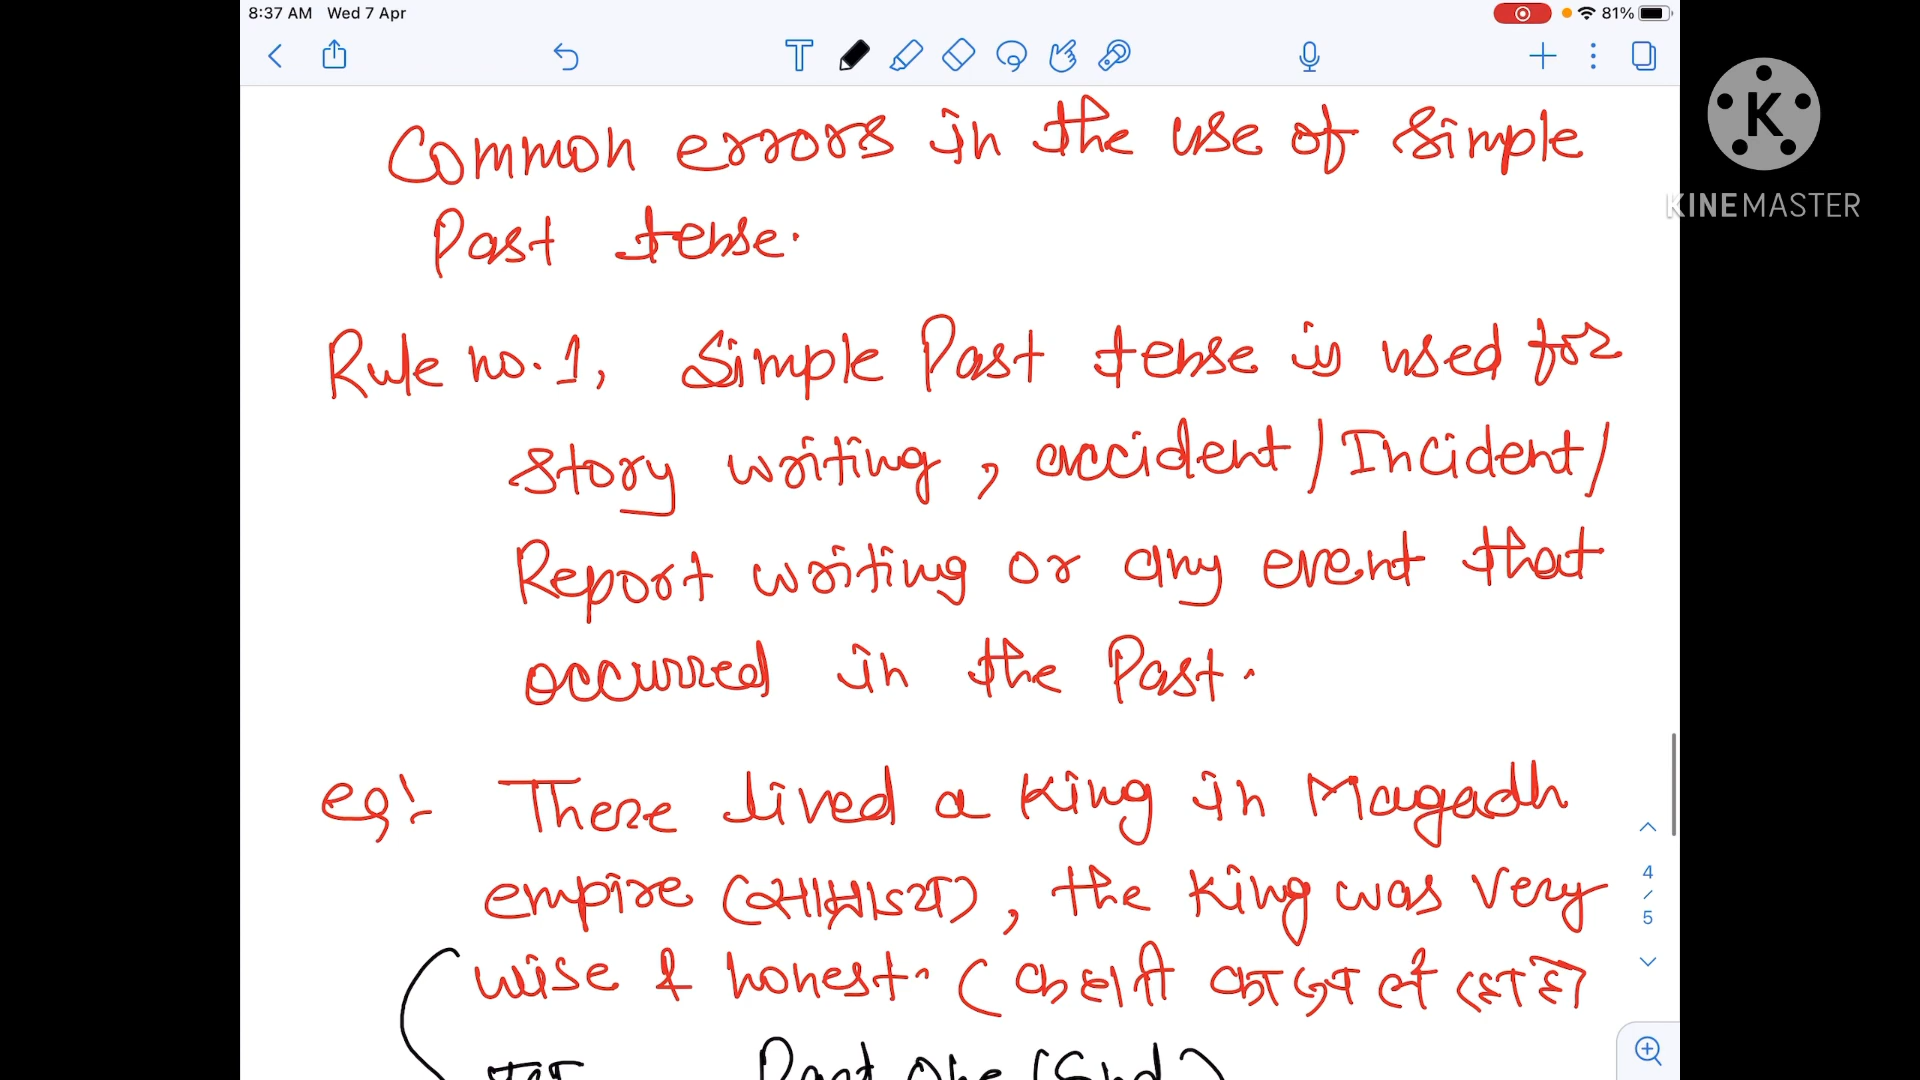 8:37 AM Wed 7 Apr
81%
K
KINEMASTER
Common errors in the use of simple
Past tense.
Rule no. 1, Simple Past tense is used for
story writing, accident / Incident /
Report writing or any event that
occurred in the Past.
eg:- There lived a King in Magadh
empire (साम्राज्य), the King was very
wise & honest. (कहानी का
4
/
5
Past